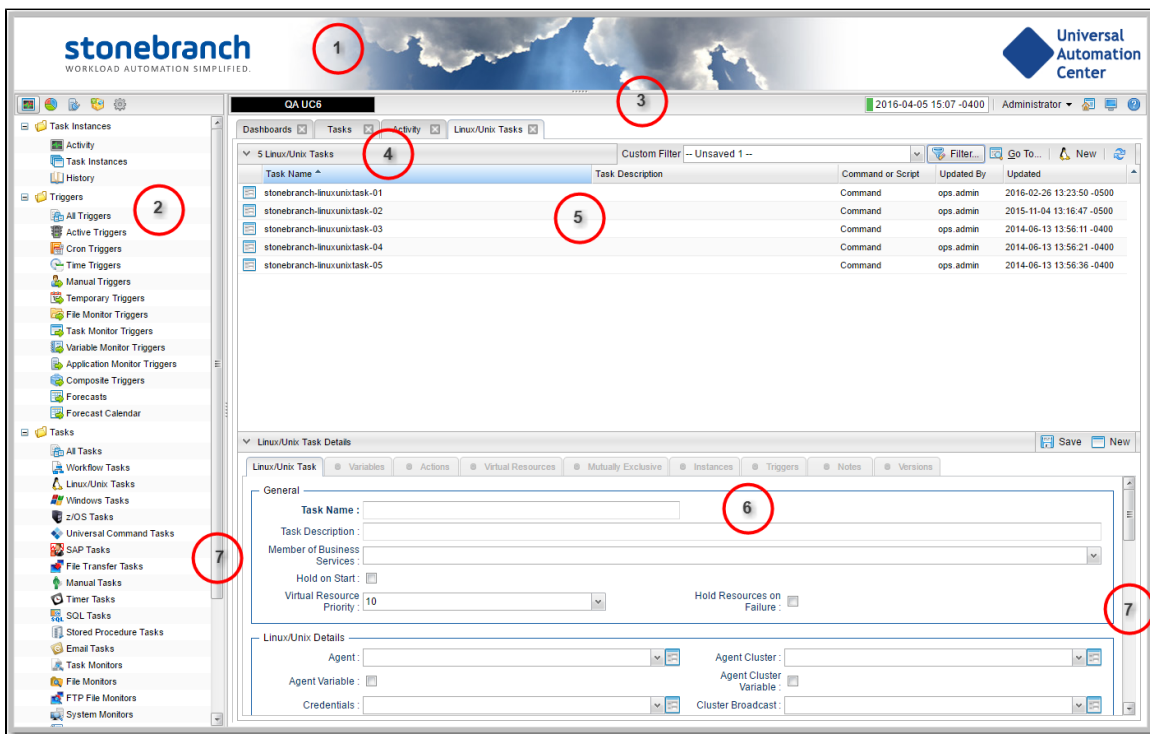 stonebranch
WORKLOAD AUTOMATION SIMPLIFIED.
1
Universal
Automation
Center
QA UC6
3
2016-04-05 15:07 -0400
Administrator
Task Instances
Activity
Task Instances
History
Triggers
2
All Triggers
Active Triggers
Cron Triggers
Time Triggers
Manual Triggers
Temporary Triggers
File Monitor Triggers
Task Monitor Triggers
Variable Monitor Triggers
Application Monitor Triggers
Composite Triggers
Forecasts
Forecast Calendar
Tasks
All Tasks
Workflow Tasks
Linux/Unix Tasks
Windows Tasks
z/OS Tasks
Universal Command Tasks
SAP Tasks
File Transfer Tasks
Manual Tasks
Timer Tasks
SQL Tasks
Stored Procedure Tasks
Email Tasks
Task Monitors
File Monitors
FTP File Monitors
System Monitors
7
Dashboards Tasks Activity Linux/Unix Tasks
5 Linux/Unix Tasks 4 Custom Filter -- Unsaved 1 -- Filter... Go To... New
Task Name Task Description Command or Script Updated By Updated
stonebranch-linuxunixtask-01 Command ops.admin 2016-02-26 13:23:50 -0500
stonebranch-linuxunixtask-02 Command ops.admin 2015-11-04 13:16:47 -0500
5
stonebranch-linuxunixtask-03 Command ops.admin 2014-06-13 13:56:11 -0400
stonebranch-linuxunixtask-04 Command ops.admin 2014-06-13 13:56:21 -0400
stonebranch-linuxunixtask-05 Command ops.admin 2014-06-13 13:56:36 -0400
Linux/Unix Task Details Save New
Linux/Unix Task Variables Actions Virtual Resources Mutually Exclusive Instances Triggers Notes Versions
General
6
Task Name :
Task Description :
Member of Business
Services :
Hold on Start :
Virtual Resource
Priority : 10
Hold Resources on
Failure :
7
Linux/Unix Details
Agent : Agent Cluster :
Agent Variable : Agent Cluster
Variable :
Credentials : Cluster Broadcast :